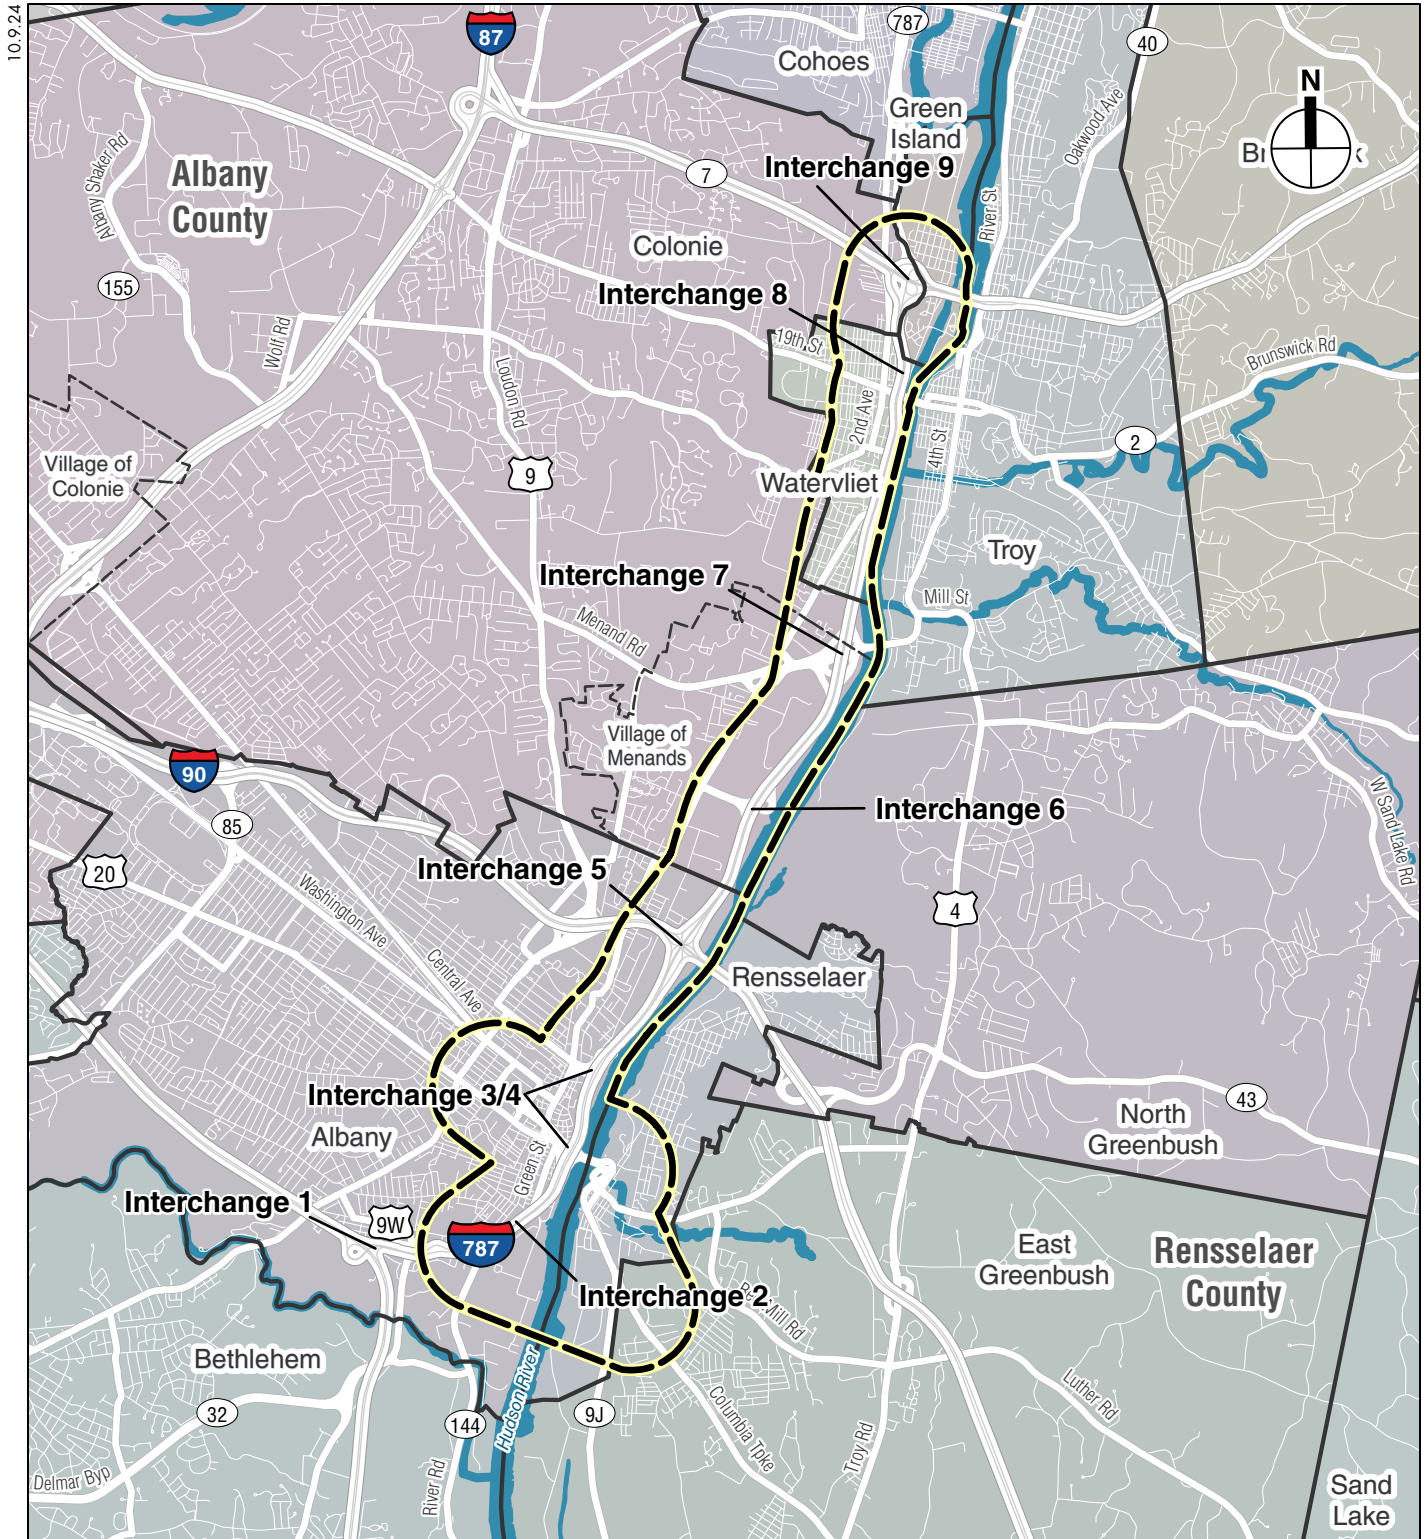 10.9.24
87
787
40
Cohoes
Green
Island
N
Oakwood Ave
Albany Shaker Rd
Albany
County
7
Interchange 9
River St
Colonie
155
Interchange 8
Wolf Rd
19th St
Brunswick Rd
Loudon Rd
2nd Ave
4th St
2
Village of
Colonie
9
Watervliet
Troy
Interchange 7
Mill St
Menand Rd
Village of
Menands
90
W Sand Lake Rd
85
Interchange 6
20
Interchange 5
Washington Ave
4
Central Ave
Rensselaer
Interchange 3/4
43
North
Greenbush
Albany
Green St
Interchange 1
9W
787
East
Greenbush
Rensselaer
County
Interchange 2
Mill Rd
Bethlehem
Hudson River
Luther Rd
32
144
9J
Columbia Tpke
Troy Rd
Delmar Byp
River Rd
Sand
Lake